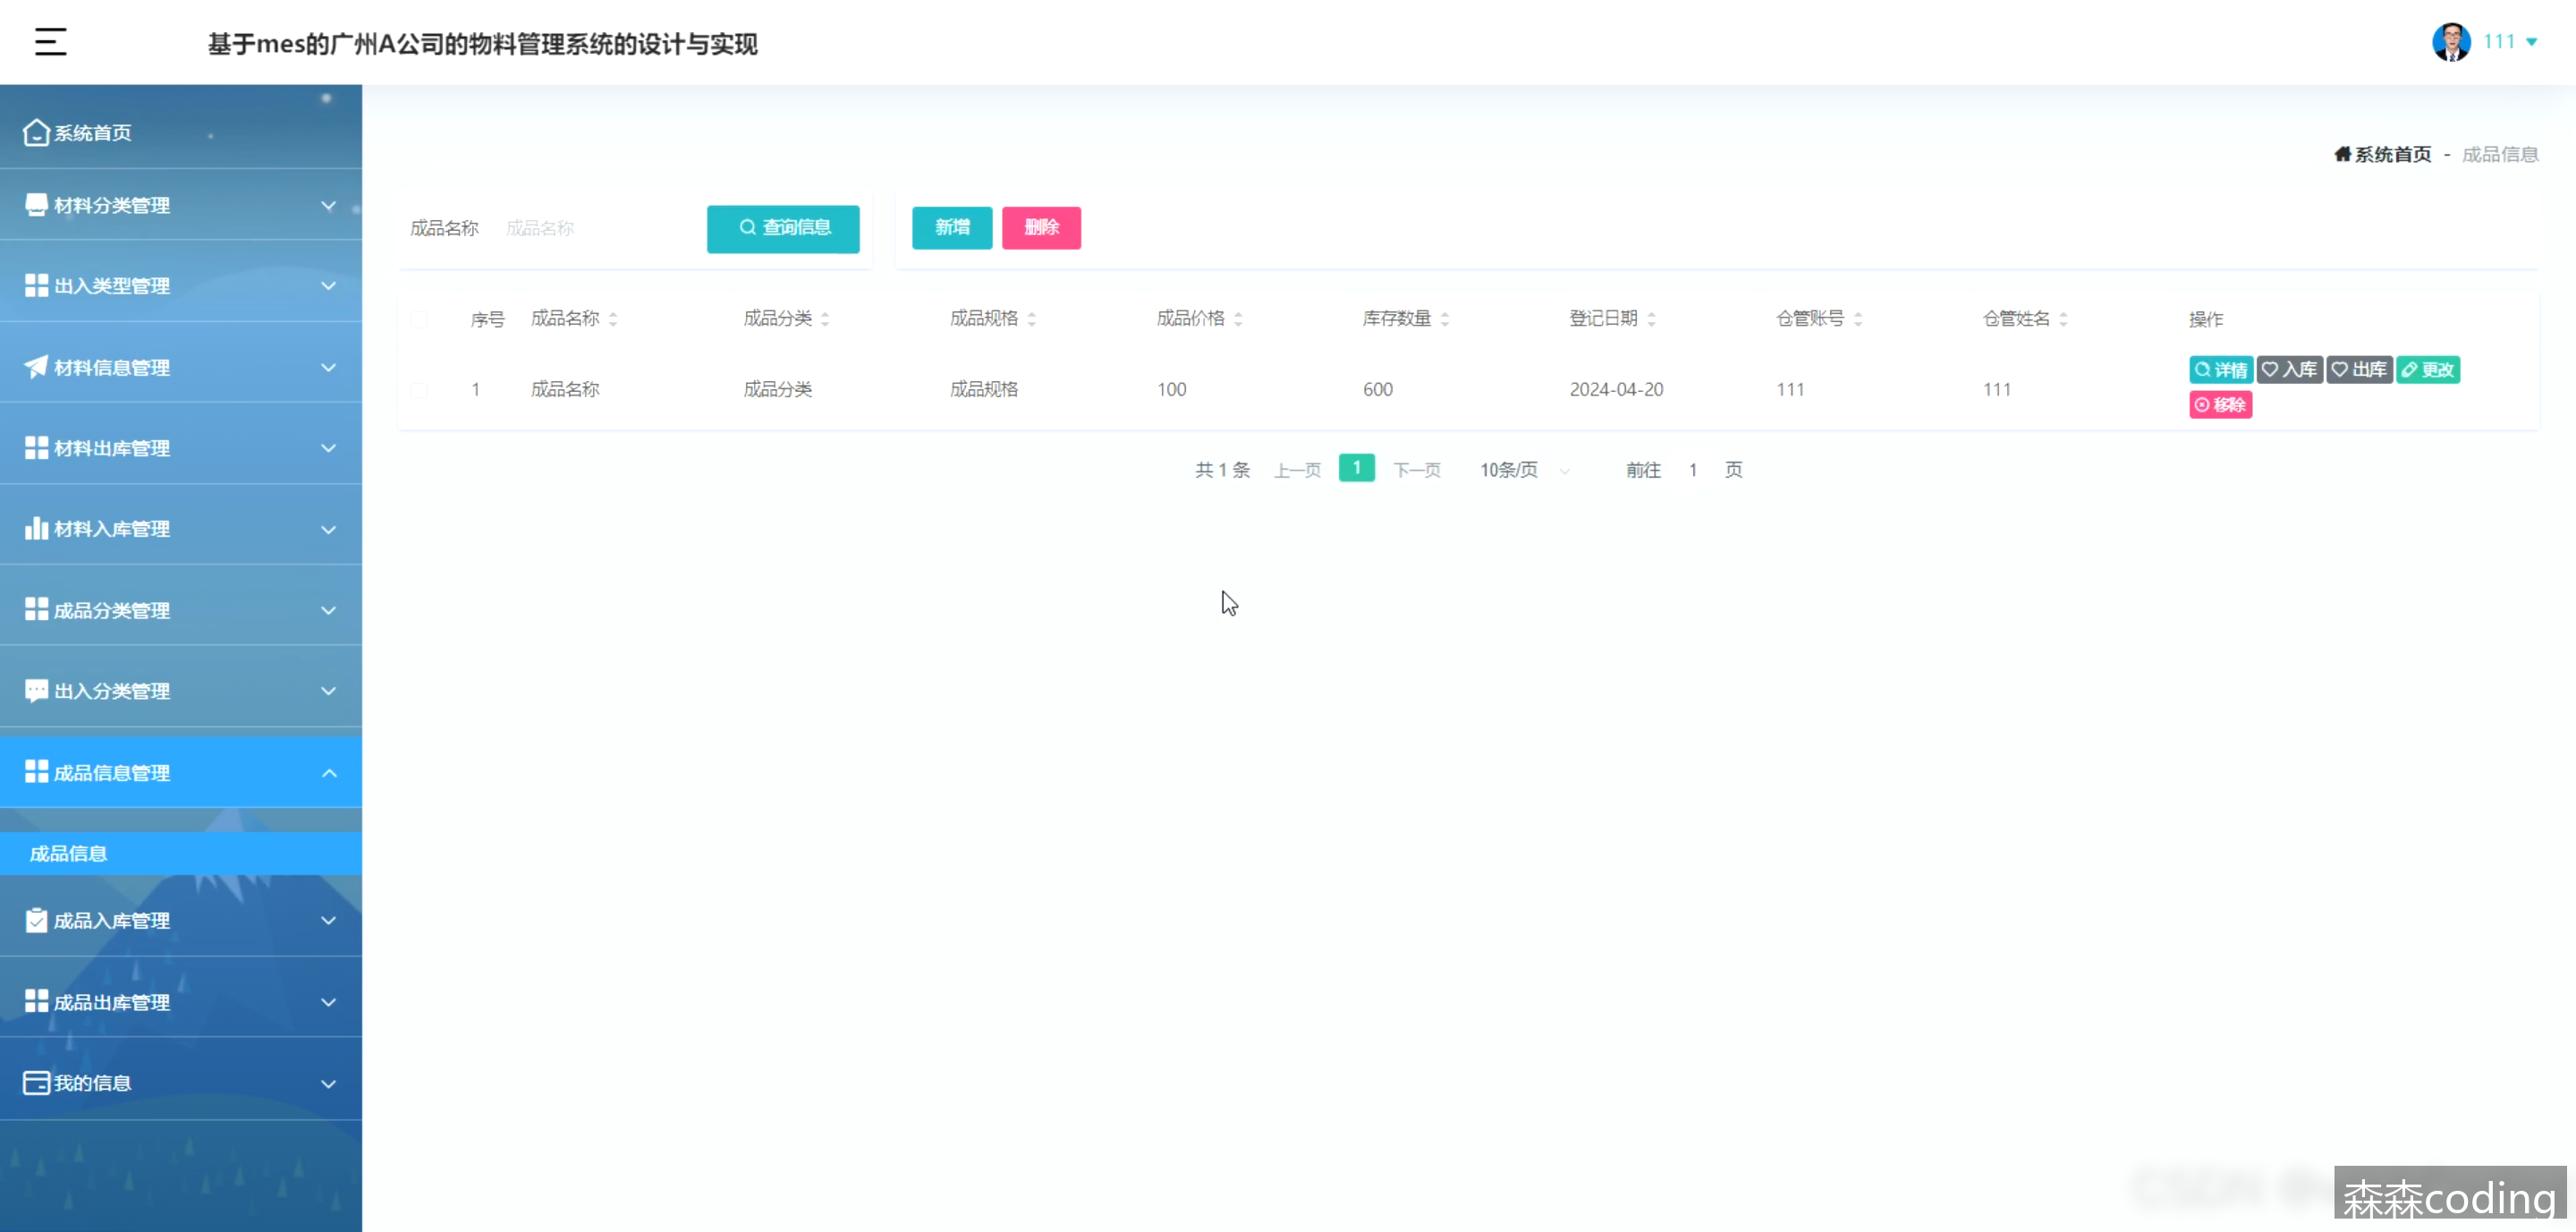 基于mes的广州A公司的物料管理系统的设计与实现
111
系统首页
材料分类管理
出入类型管理
材料信息管理
材料出库管理
材料入库管理
成品分类管理
出入分类管理
成品信息管理
成品信息
成品入库管理
成品出库管理
我的信息
系统首页 - 成品信息
成品名称 成品名称 查询信息 新增 删除
序号 成品名称 成品分类 成品规格 成品价格 库存数量 登记日期 仓管账号 仓管姓名 操作
1 成品名称 成品分类 成品规格 100 600 2024-04-20 111 111 详情 入库 出库 更改
移除
共 1 条 上一页 1 下一页 10条/页 前往 1 页
森森coding